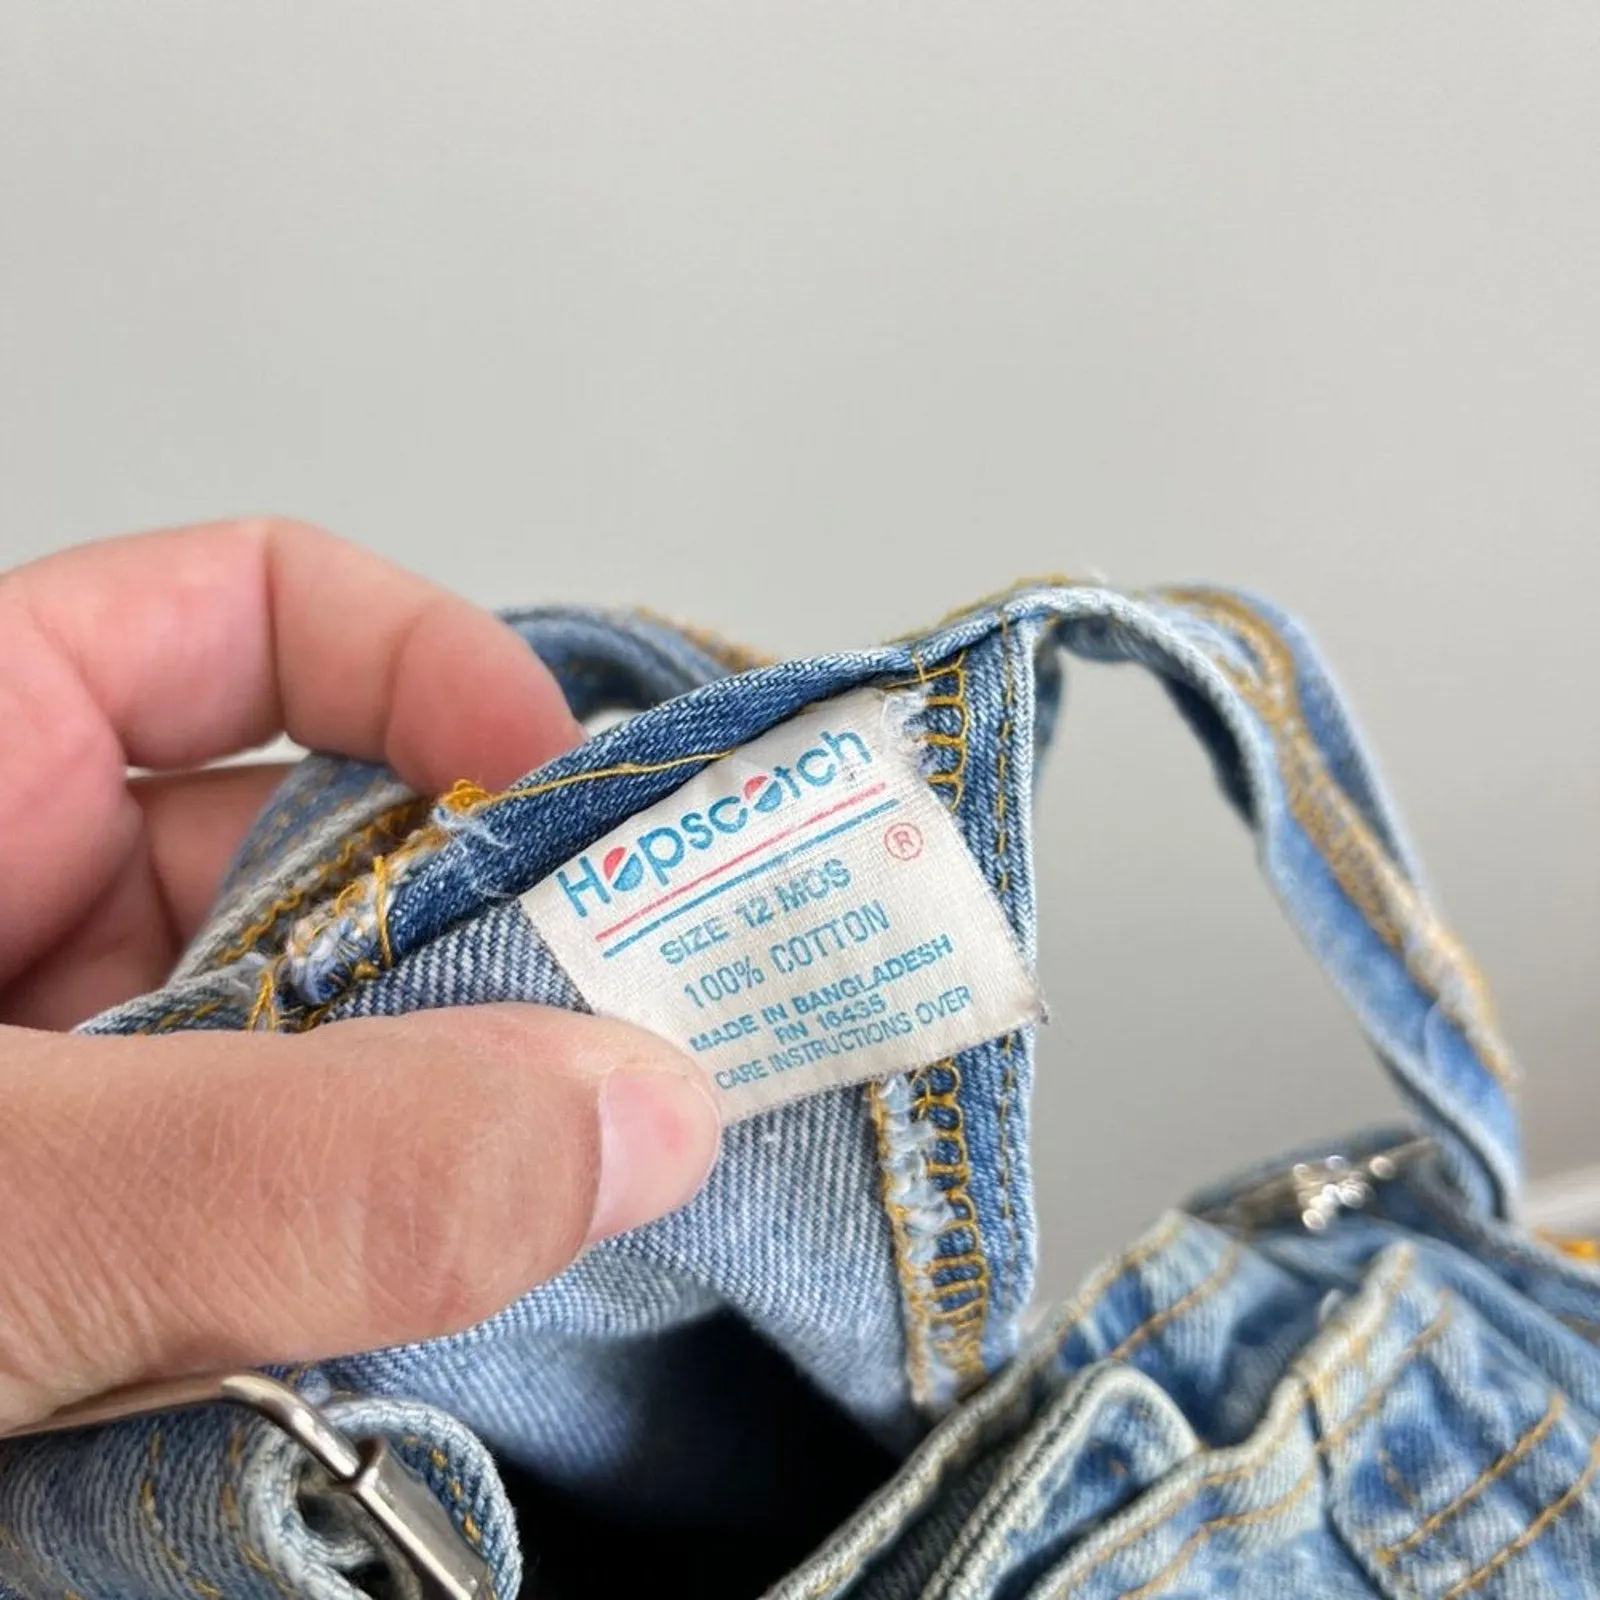 Hopscotch
®
SIZE 12 MOS
100% COTTON
MADE IN BANGLADESH
RN 16435
CARE INSTRUCTIONS OVER